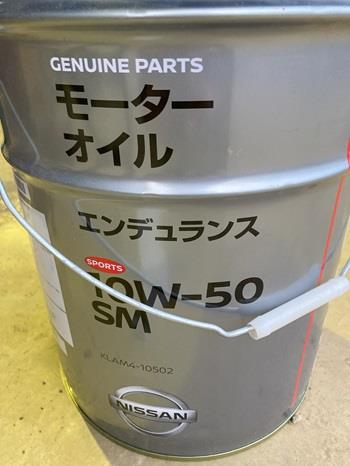 GENUINE PARTS
モーター
オイル
エンデュランス
SPORTS
10W-50
SM
KLAM4-10502
NISSAN